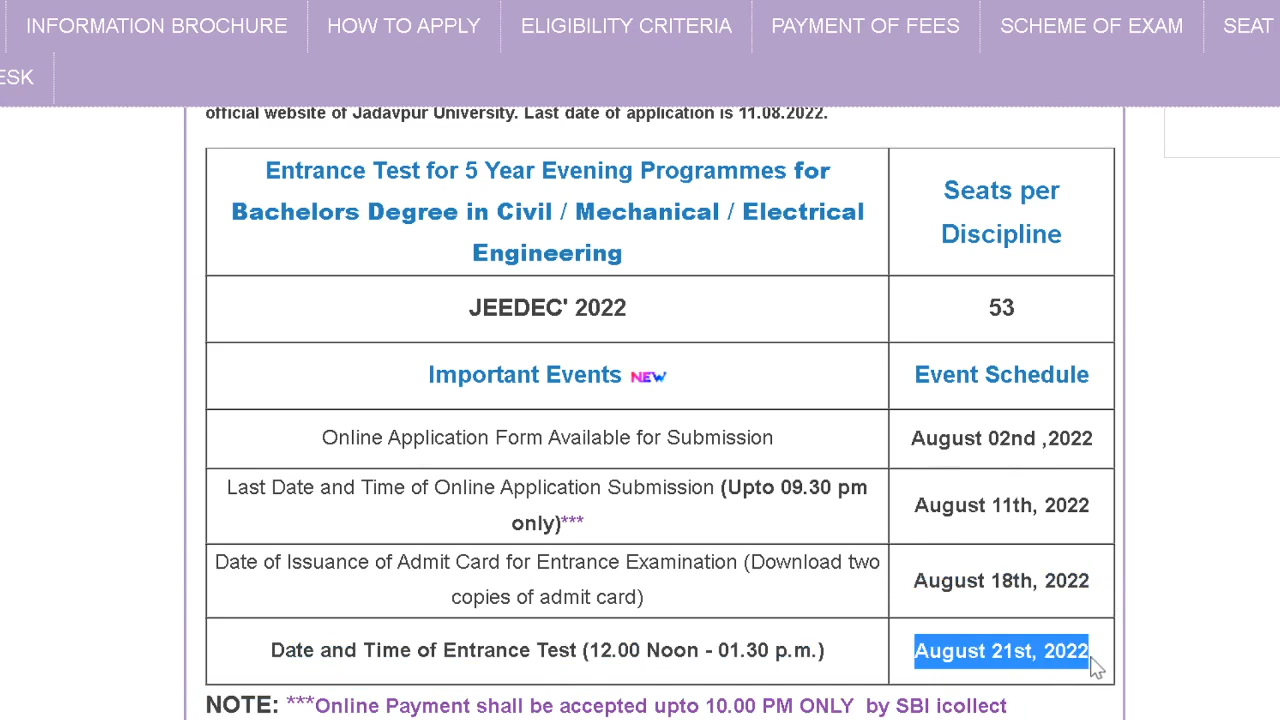 INFORMATION BROCHURE HOW TO APPLY ELIGIBILITY CRITERIA PAYMENT OF FEES SCHEME OF EXAM SEAT
ESK
official website of Jadavpur University. Last date of application is 11.08.2022.
Entrance Test for 5 Year Evening Programmes for
Bachelors Degree in Civil / Mechanical / Electrical
Engineering
Seats per
Discipline
JEEDEC' 2022 53
Important Events NEW Event Schedule
Online Application Form Available for Submission August 02nd ,2022
Last Date and Time of Online Application Submission (Upto 09.30 pm
only)***
August 11th, 2022
Date of Issuance of Admit Card for Entrance Examination (Download two
copies of admit card)
August 18th, 2022
Date and Time of Entrance Test (12.00 Noon - 01.30 p.m.) August 21st, 2022
NOTE: ***Online Payment shall be accepted upto 10.00 PM ONLY by SBI icollect